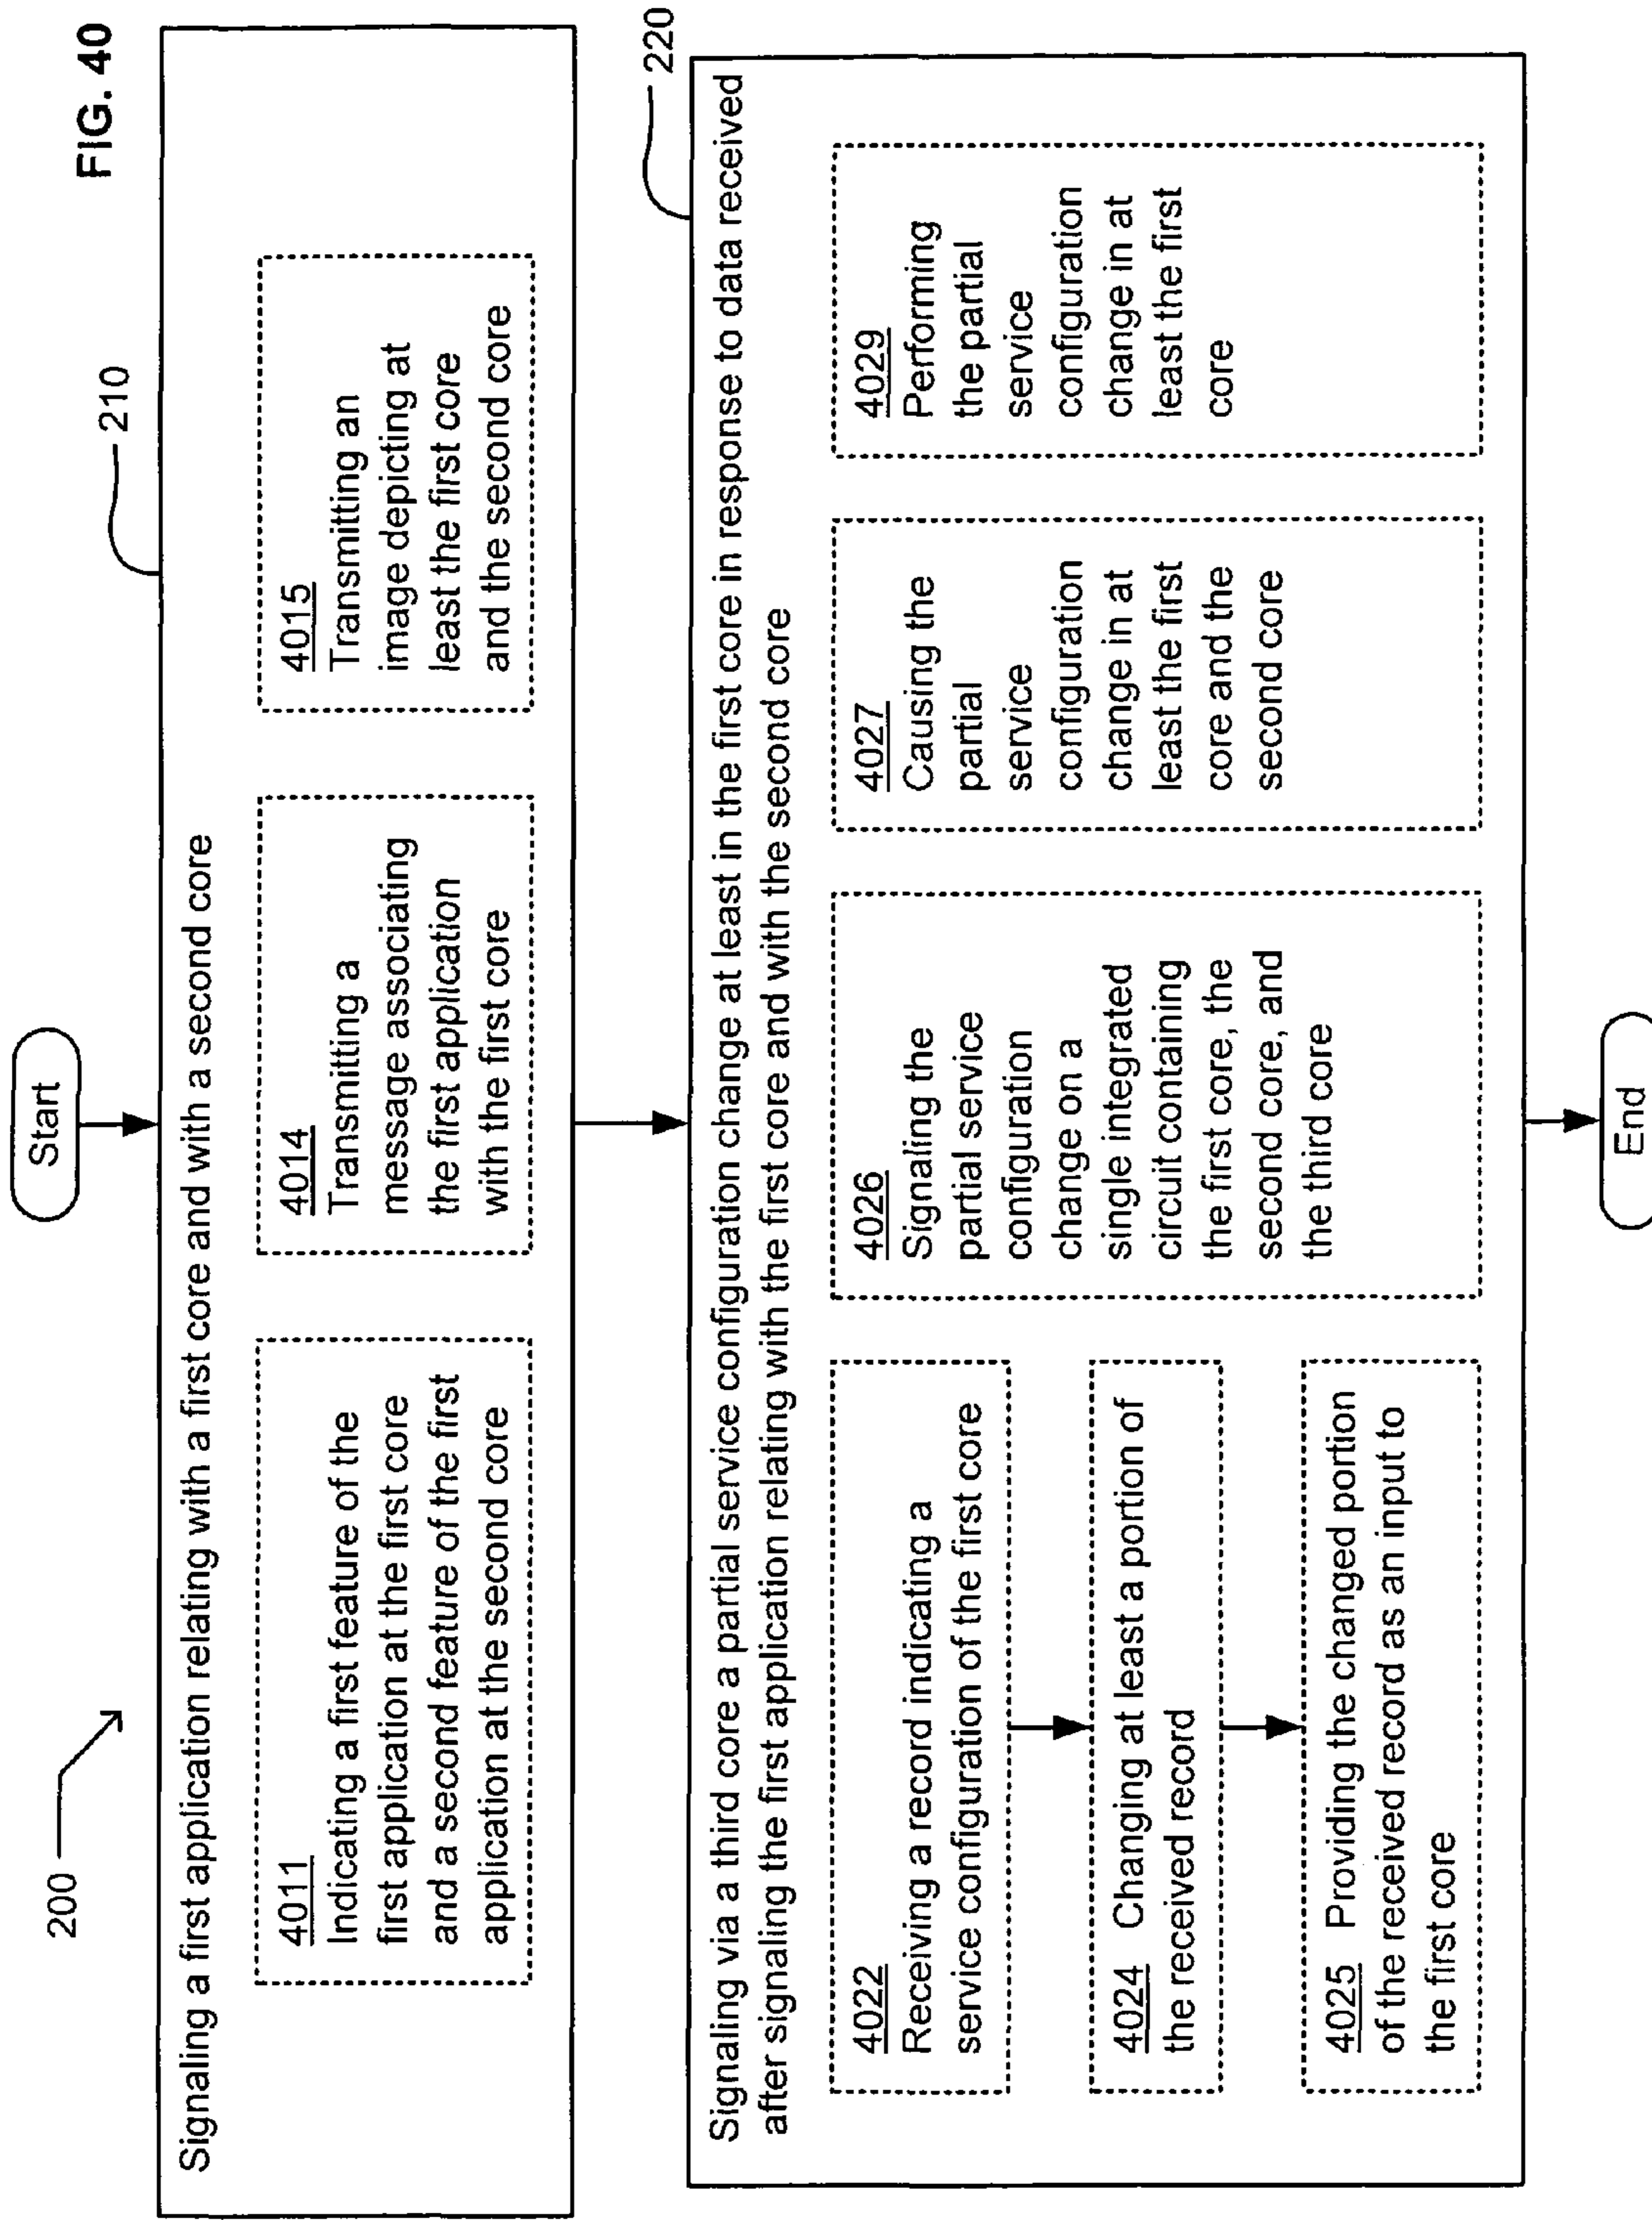 FIG. 40
200
Start
210
Signaling a first application relating with a first core and with a second core
4011
Indicating a first feature of the
first application at the first core
and a second feature of the first
application at the second core
4014
Transmitting a
message associating
the first application
with the first core
4015
Transmitting an
image depicting at
least the first core
and the second core
220
Signaling via a third core a partial service configuration change at least in the first core in response to data received
after signaling the first application relating with the first core and with the second core
4022
Receiving a record indicating a
service configuration of the first core
4024 Changing at least a portion of
the received record
4025 Providing the changed portion
of the received record as an input to
the first core
4026
Signaling the
partial service
configuration
change on a
single integrated
circuit containing
the first core, the
second core, and
the third core
4027
Causing the
partial
service
configuration
change in at
least the first
core and the
second core
4029
Performing
the partial
service
configuration
change in at
least the first
core
End